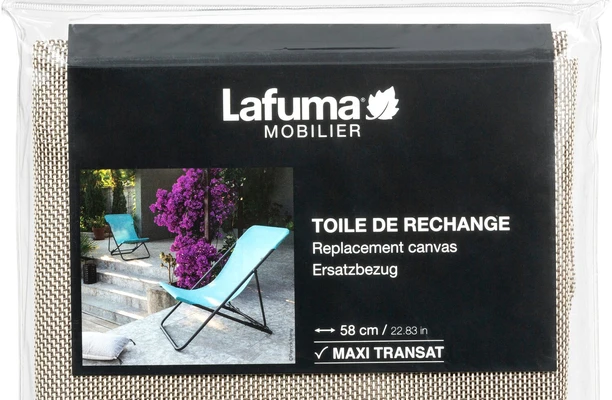 Lafuma®
MOBILIER
TOILE DE RECHANGE
Replacement canvas
Ersatzbezug
58 cm / 22.83 in
MAXI TRANSAT